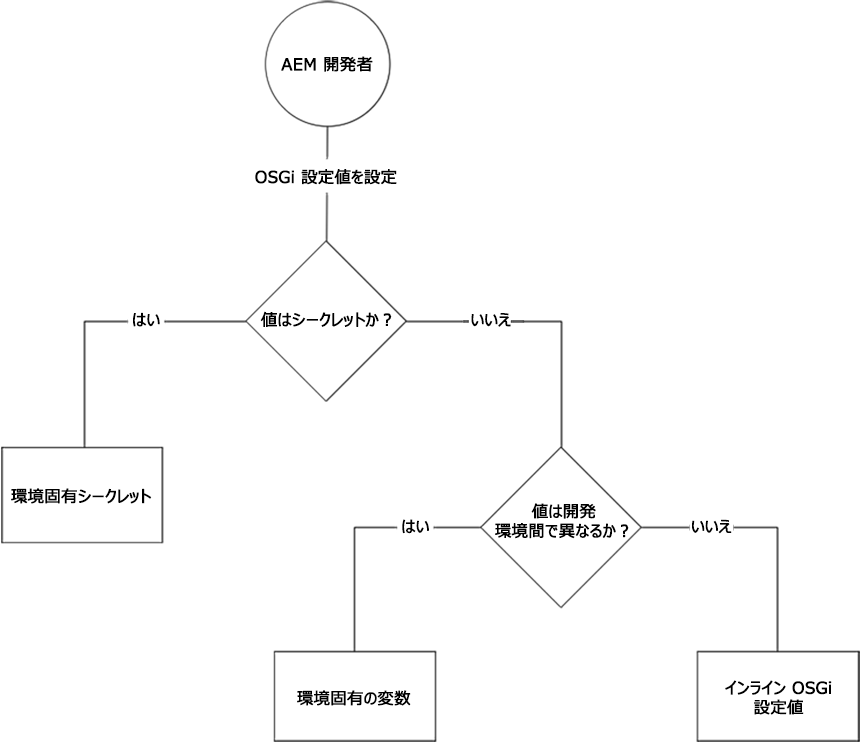 AEM 開発者
OSGi 設定値を設定
値はシークレットか？
はい
いいえ
環境固有シークレット
値は開発
環境間で異なるか？
はい
いいえ
環境固有の変数
インライン OSGi
設定値